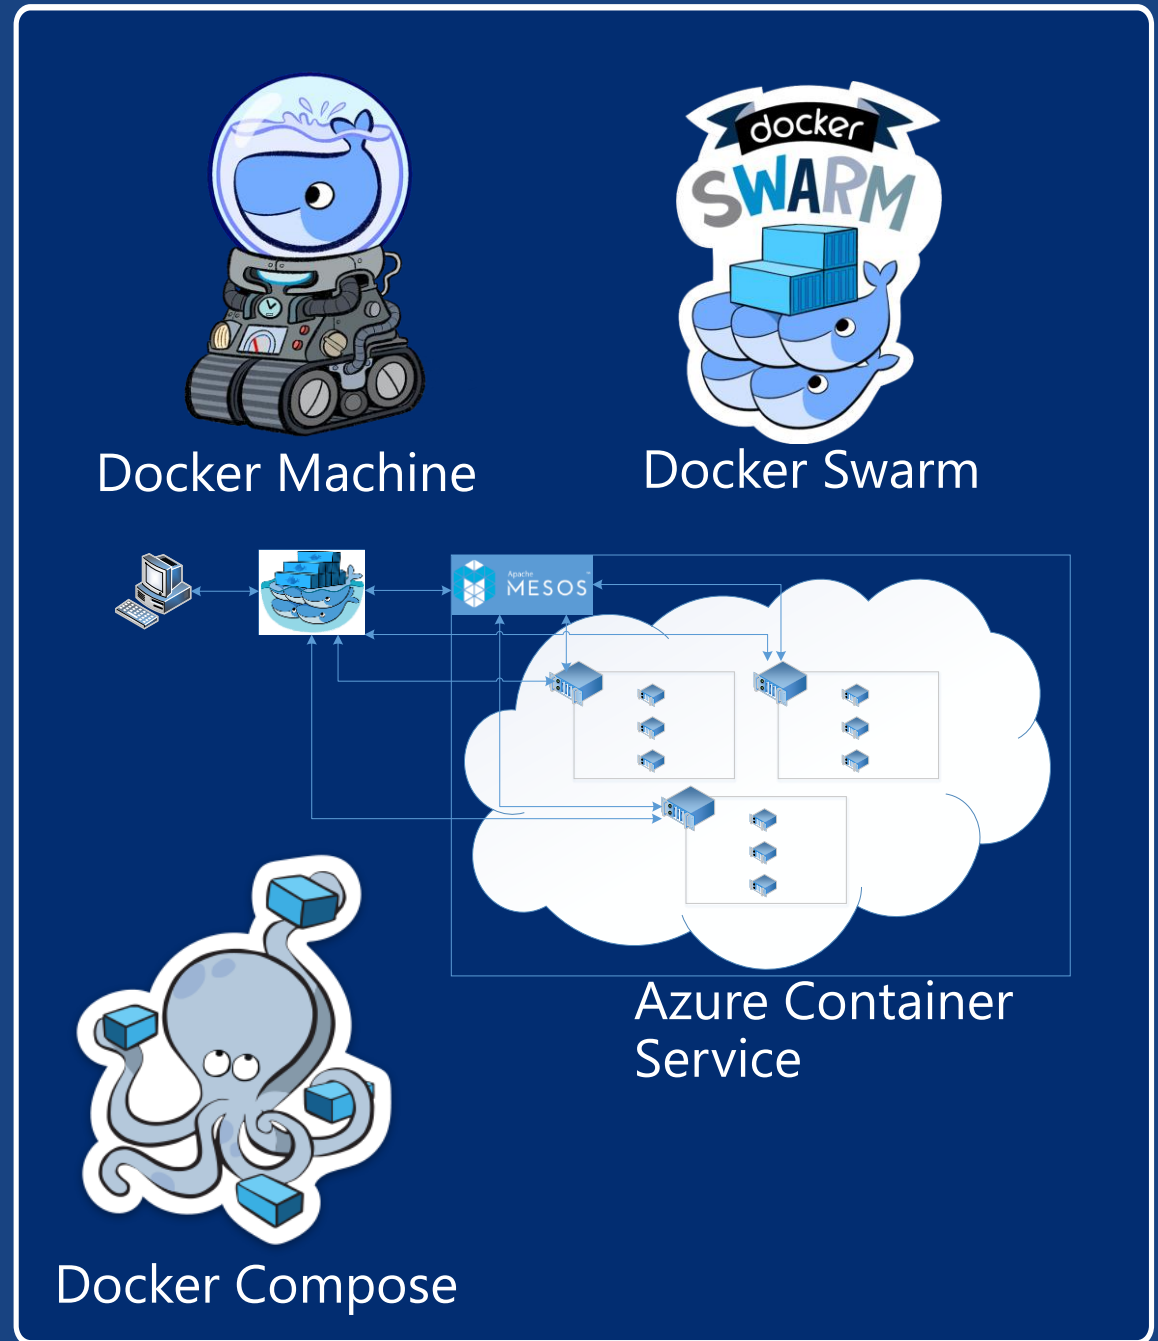 docker
SWARM
Docker Machine
Docker Swarm
Apache
MESOS
Azure Container
Service
Docker Compose